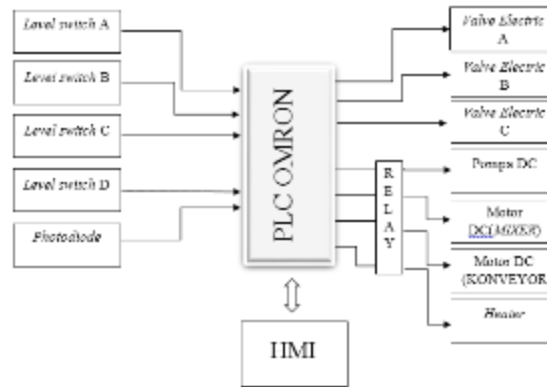 Level switch A
Level switch B
Level switch C
Level switch D
Photodiode
PLC OMRON
HMI
RELAY
Valve Electric
A
Valve Electric
B
Valve Electric
C
Pompa DC
Motor
DC(MIXER)
Motor DC
(KONVEYOR
Heater